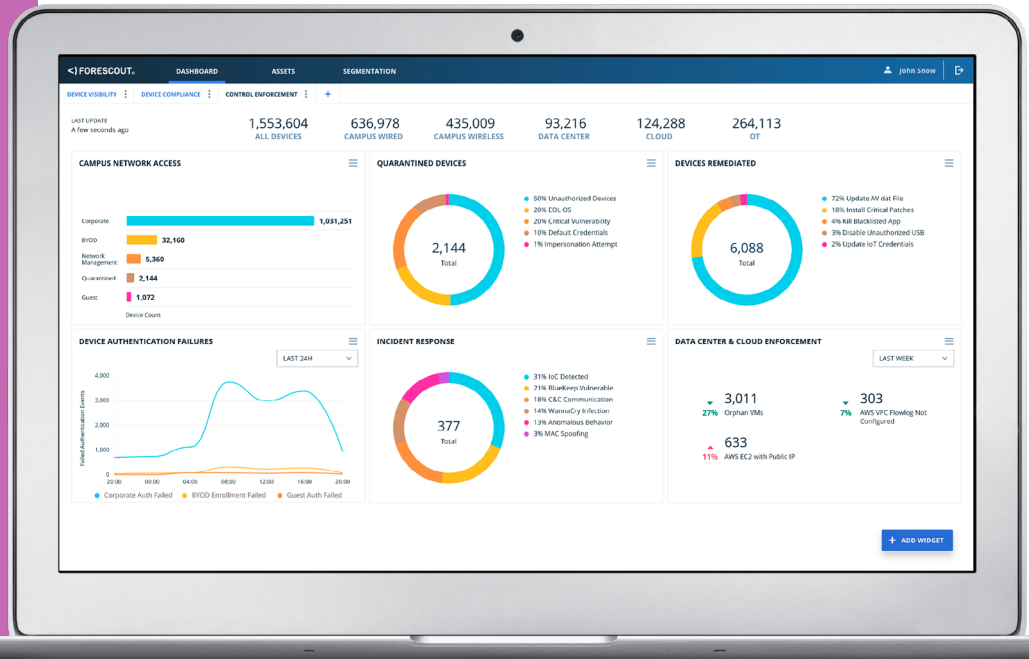 <) FORESCOUT.
DASHBOARD
ASSETS
SEGMENTATION
John Snow
DEVICE VISIBILITY
DEVICE COMPLIANCE
CONTROL ENFORCEMENT
+
LAST UPDATE
A few seconds ago
1,553,604
ALL DEVICES
636,978
CAMPUS WIRED
435,009
CAMPUS WIRELESS
93,216
DATA CENTER
124,288
CLOUD
264,113
OT
CAMPUS NETWORK ACCESS
Corporate
1,031,251
BYOD
32,160
Network
Management
5,360
Quarantined
2,144
Guest
1,072
Device Count
QUARANTINED DEVICES
2,144
Total
50% Unauthorized Devices
20% EOL OS
20% Critical Vulnerability
10% Default Credentials
1% Impersonation Attempt
DEVICES REMEDIATED
6,088
Total
72% Update AV dat File
18% Install Critical Patches
4% Kill Blacklisted App
3% Disable Unauthorized USB
2% Update IoT Credentials
DEVICE AUTHENTICATION FAILURES
LAST 24H
Failed Authentication Events
4,000
3,000
2,000
1,000
0
20:00 00:00 04:00 08:00 12:00 16:00 20:00
Corporate Auth Failed
BYOD Enrollment Failed
Guest Auth Failed
INCIDENT RESPONSE
377
Total
31% IoC Detected
21% BlueKeep Vulnerable
18% C&C Communication
14% WannaCry Infection
13% Anomalous Behavior
3% MAC Spoofing
DATA CENTER & CLOUD ENFORCEMENT
LAST WEEK
3,011
27% Orphan VMs
303
7% AWS VPC Flowlog Not
Configured
633
11% AWS EC2 with Public IP
+ ADD WIDGET